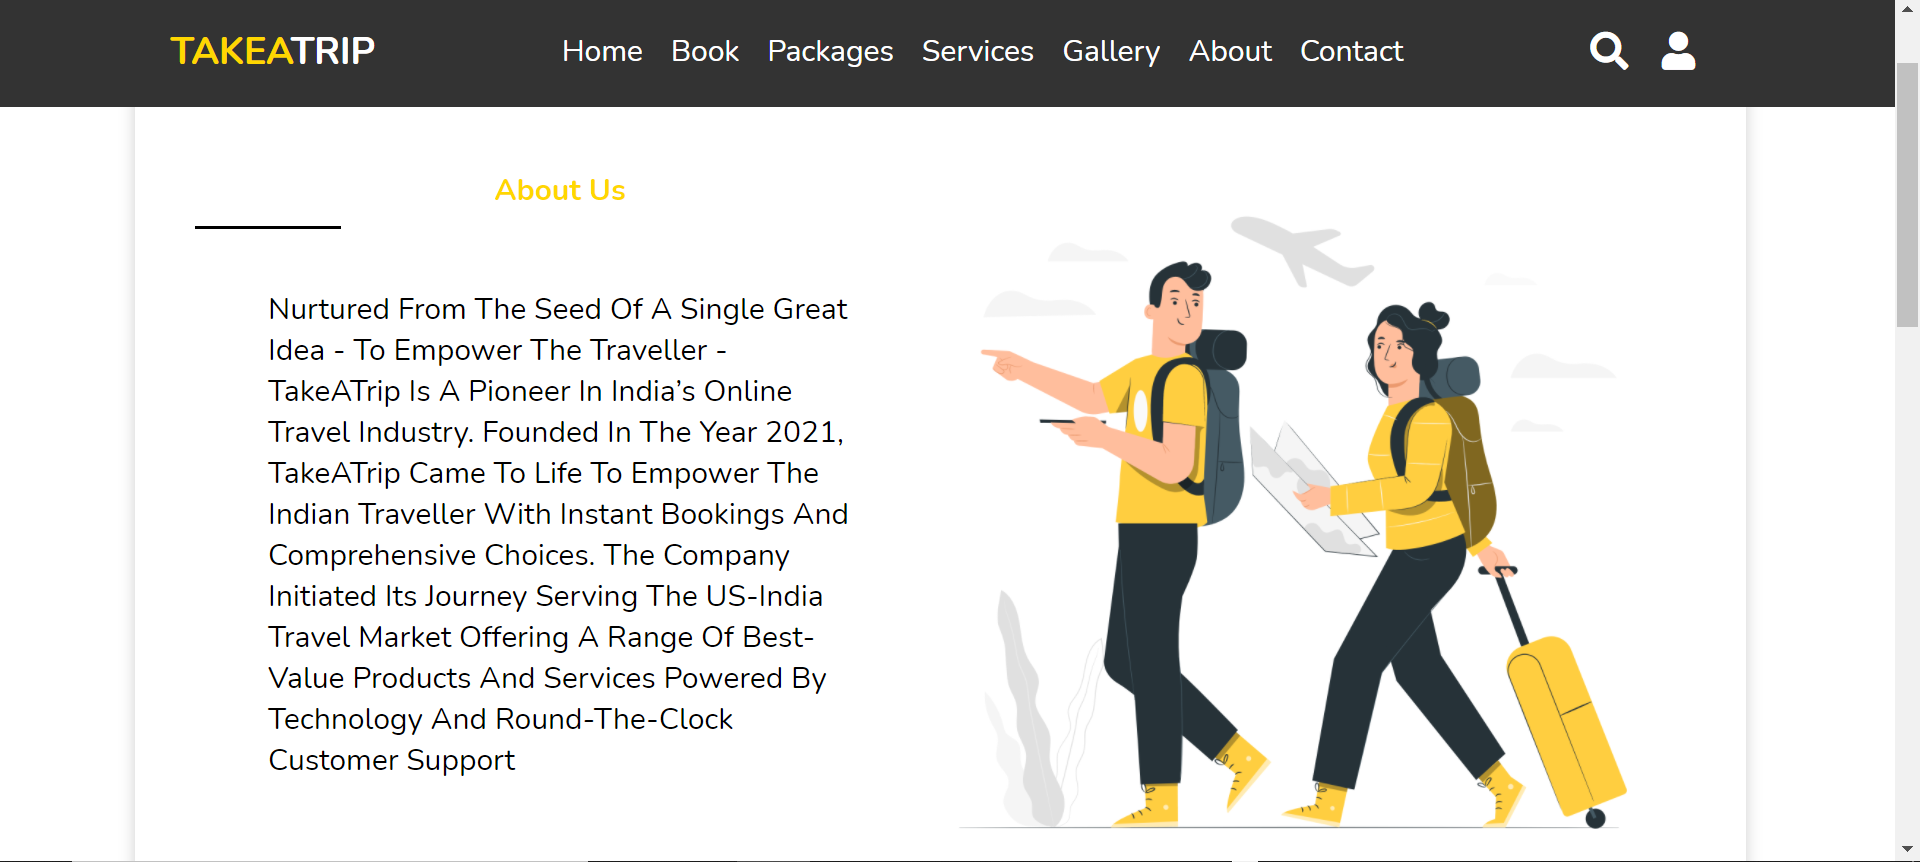 TAKEATRIP
Home Book Packages Services Gallery About Contact
About Us
Nurtured From The Seed Of A Single Great
Idea - To Empower The Traveller -
TakeATrip Is A Pioneer In India’s Online
Travel Industry. Founded In The Year 2021,
TakeATrip Came To Life To Empower The
Indian Traveller With Instant Bookings And
Comprehensive Choices. The Company
Initiated Its Journey Serving The US-India
Travel Market Offering A Range Of Best-
Value Products And Services Powered By
Technology And Round-The-Clock
Customer Support